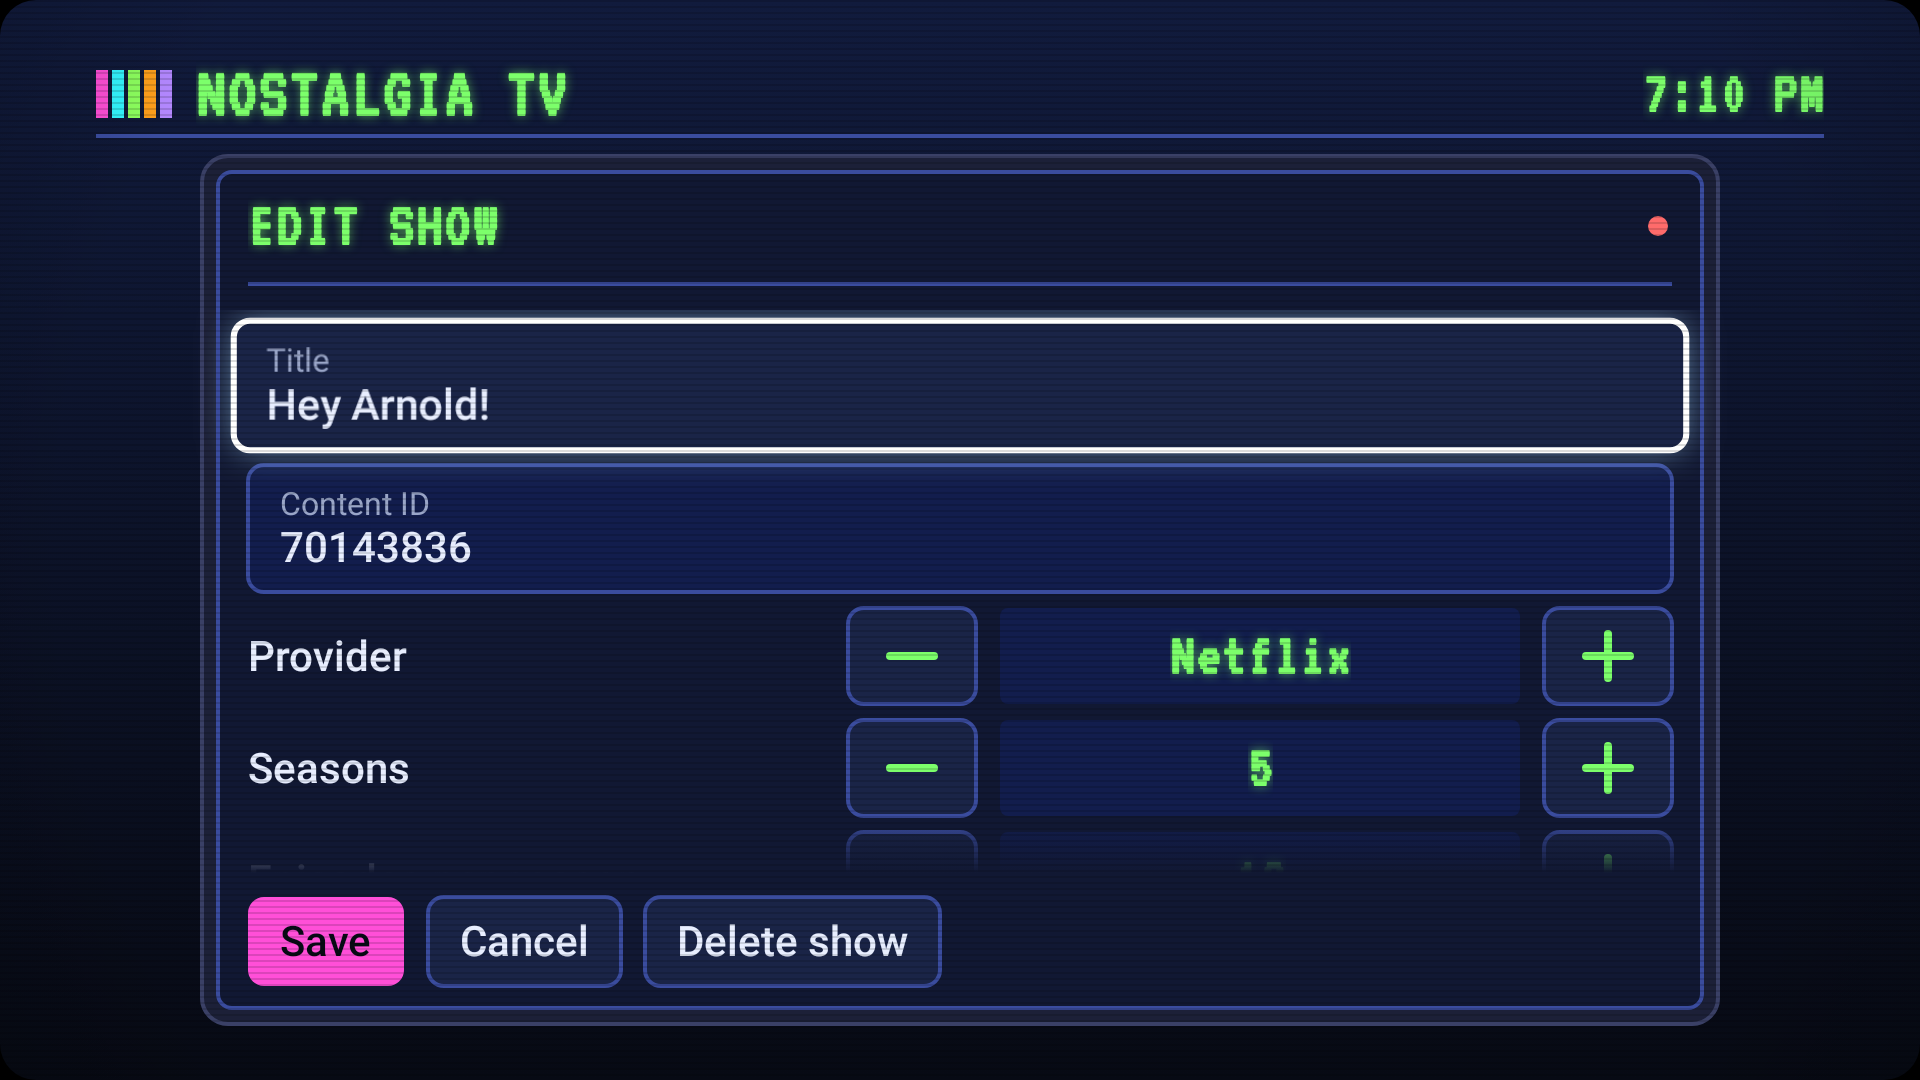 NOSTALGIA TV
7:10 PM
EDIT SHOW
Title
Hey Arnold!
Content ID
70143836
Provider
Netflix
Seasons
5
Save
Cancel
Delete show